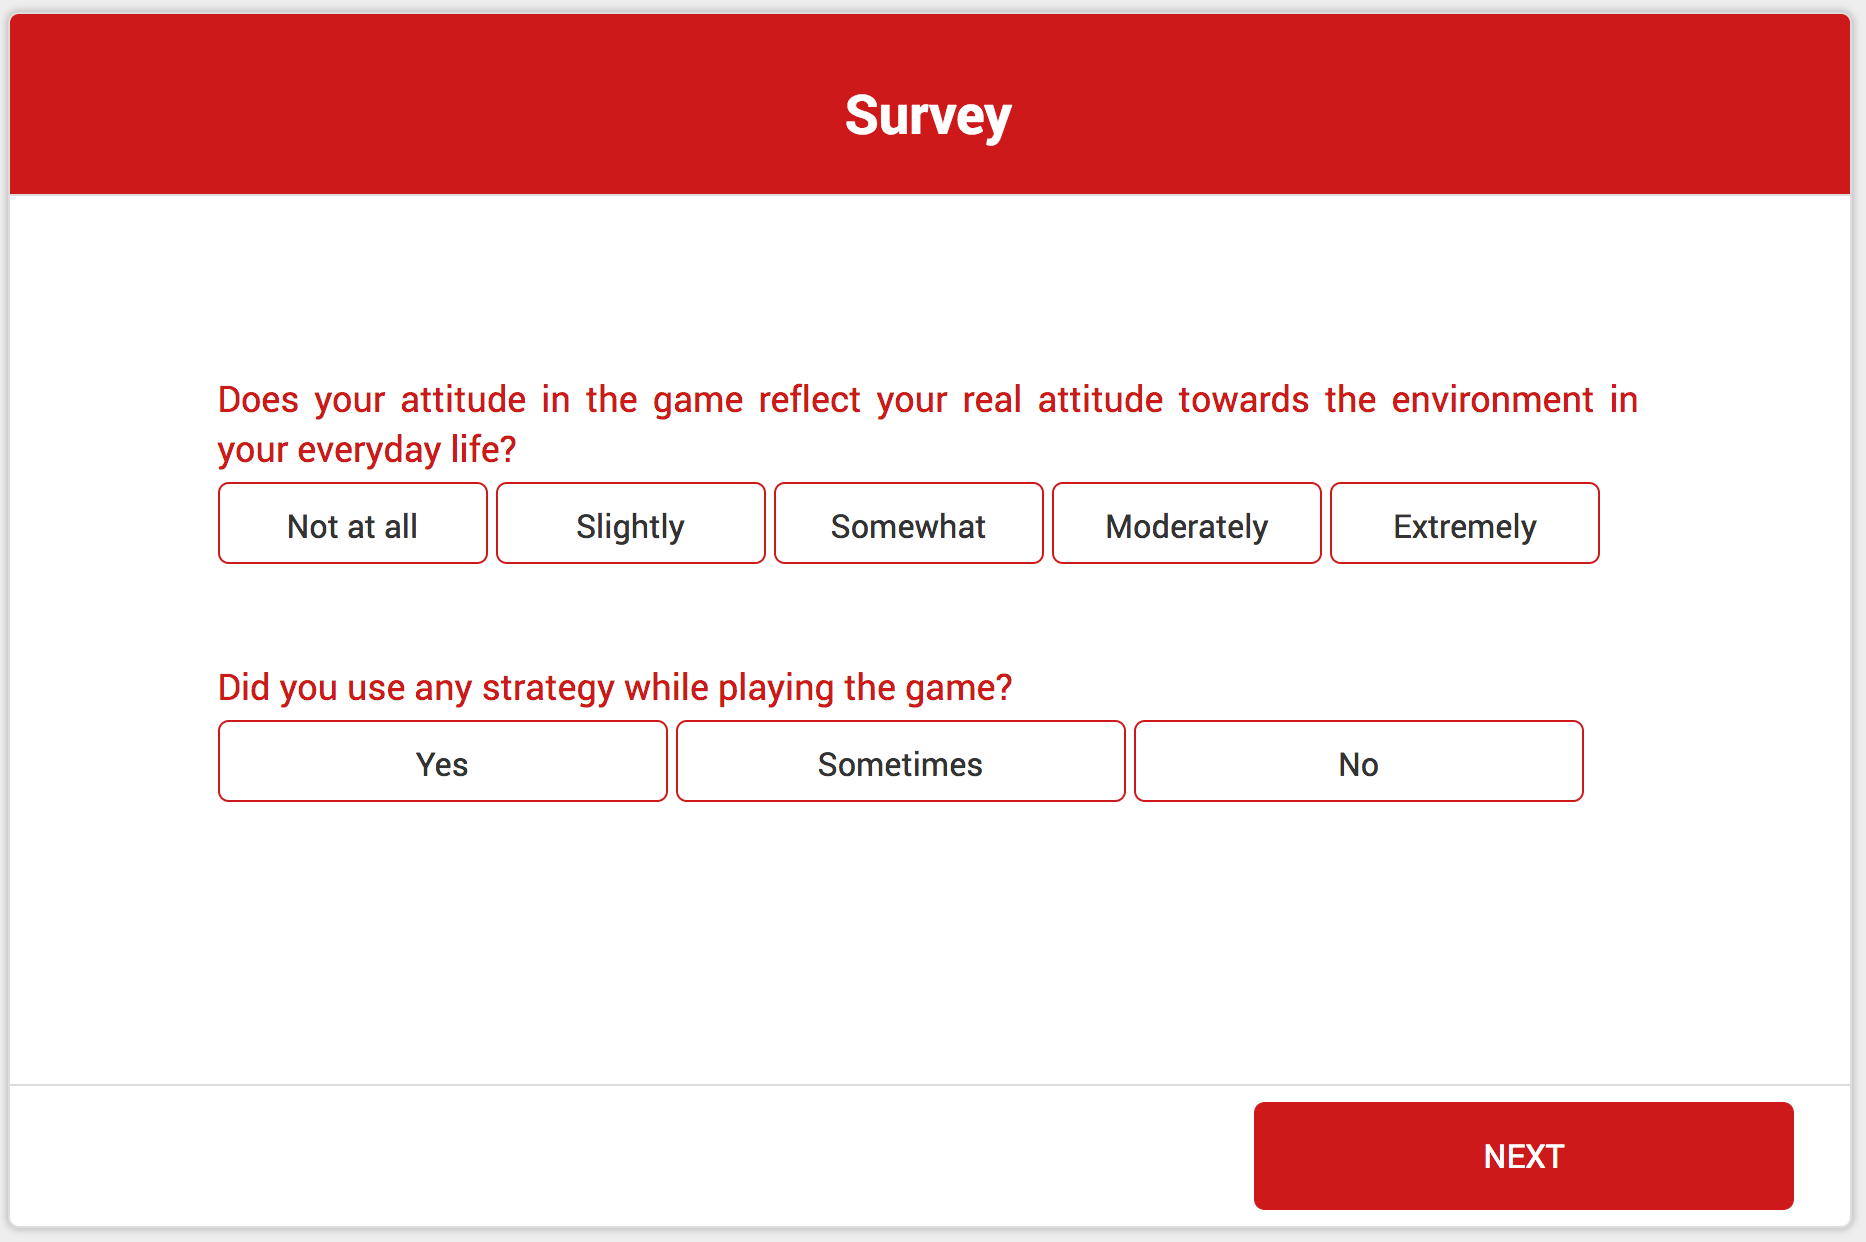 Survey
Does your attitude in the game reflect your real attitude towards the environment in
your everyday life?
Not at all
Slightly
Somewhat
Moderately
Extremely
Did you use any strategy while playing the game?
Yes
Sometimes
No
NEXT